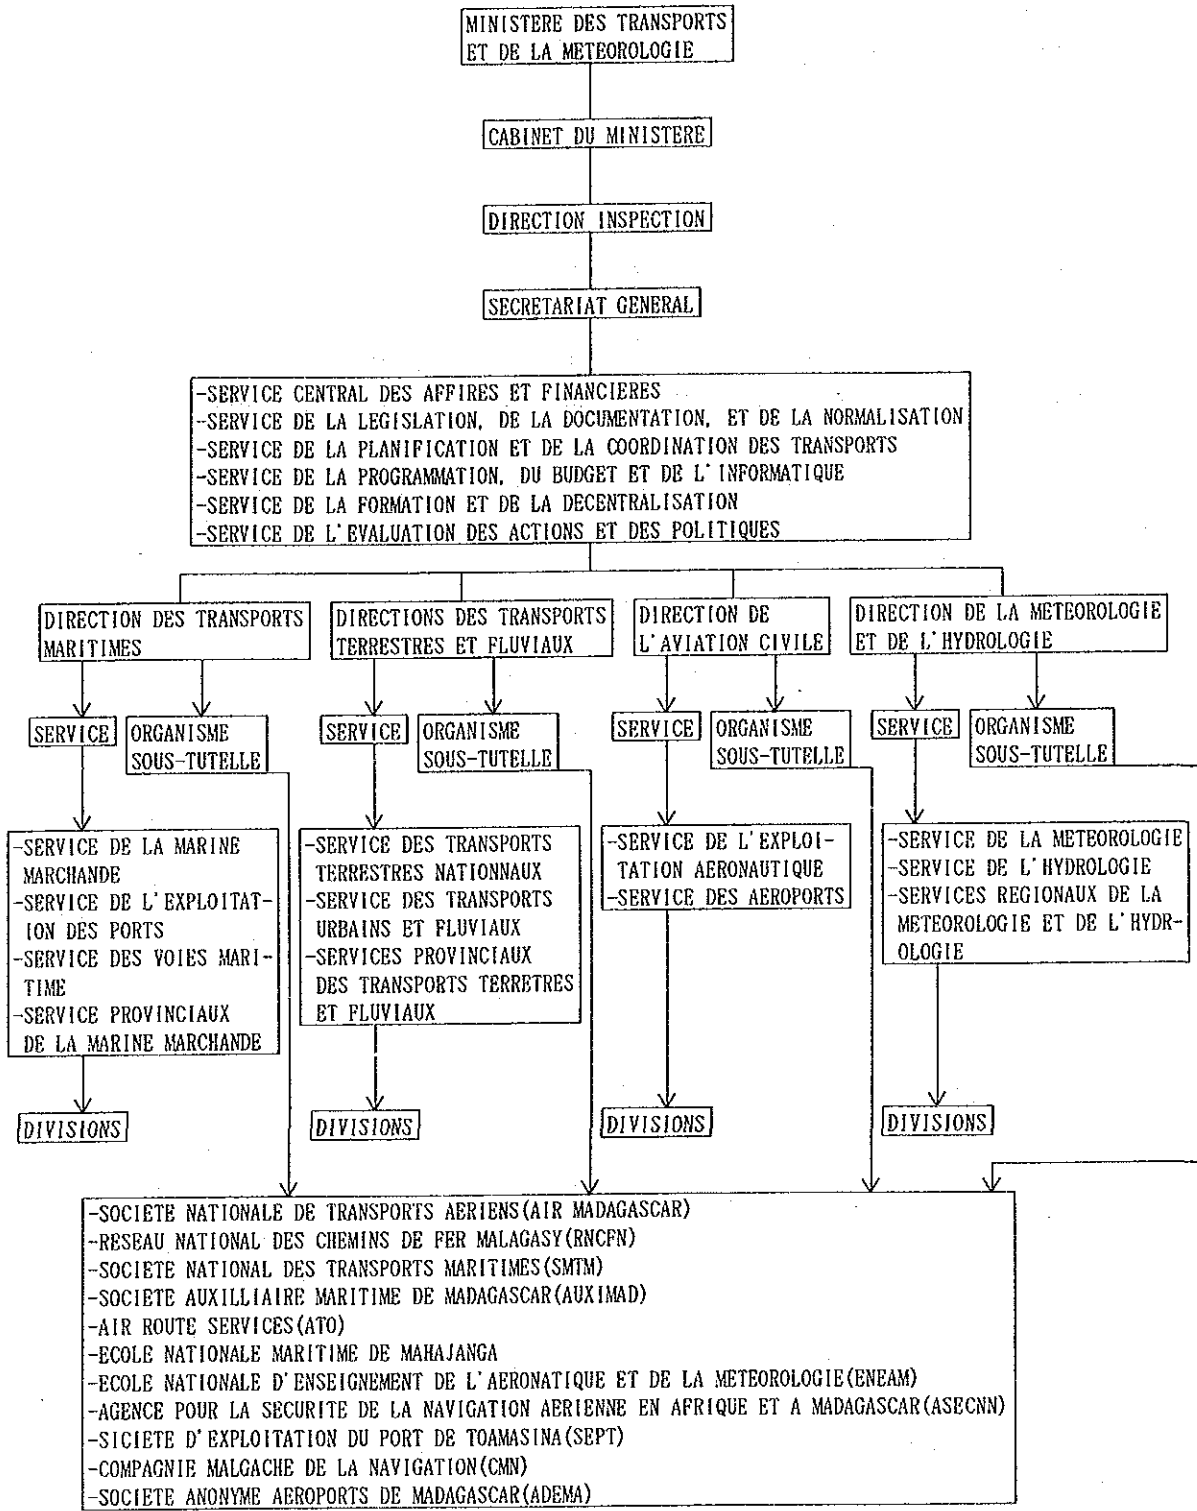 MINISTERE DES TRANSPORTS
ET DE LA METEOROLOGIE
CABINET DU MINISTERE
DIRECTION INSPECTION
SECRETARIAT GENERAL
-SERVICE CENTRAL DES AFFIRES ET FINANCIERES
-SERVICE DE LA LEGISLATION, DE LA DOCUMENTATION, ET DE LA NORMALISATION
-SERVICE DE LA PLANIFICATION ET DE LA COORDINATION DES TRANSPORTS
-SERVICE DE LA PROGRAMMATION, DU BUDGET ET DE L'INFORMATIQUE
-SERVICE DE LA FORMATION ET DE LA DECENTRALISATION
-SERVICE DE L'EVALUATION DES ACTIONS ET DES POLITIQUES
DIRECTION DES TRANSPORTS
MARITIMES
DIRECTIONS DES TRANSPORTS
TERRESTRES ET FLUVIAUX
DIRECTION DE
L'AVIATION CIVILE
DIRECTION DE LA METEOROLOGIE
ET DE L'HYDROLOGIE
SERVICE
ORGANISME
SOUS-TUTELLE
SERVICE
ORGANISME
SOUS-TUTELLE
SERVICE
ORGANISME
SOUS-TUTELLE
SERVICE
ORGANISME
SOUS-TUTELLE
-SERVICE DE LA MARINE
MARCHANDE
-SERVICE DE L'EXPLOITAT-
ION DES PORTS
-SERVICE DES VOIES MARI-
TIME
-SERVICE PROVINCIAUX
DE LA MARINE MARCHANDE
-SERVICE DES TRANSPORTS
TERRESTRES NATIONNAUX
-SERVICE DES TRANSPORTS
URBAINS ET FLUVIAUX
-SERVICES PROVINCIAUX
DES TRANSPORTS TERRETRES
ET FLUVIAUX
-SERVICE DE L'EXPLOI-
TATION AERONAUTIQUE
-SERVICE DES AEROPORTS
-SERVICE DE LA METEOROLOGIE
-SERVICE DE L'HYDROLOGIE
-SERVICES REGIONAUX DE LA
METEOROLOGIE ET DE L'HYDR-
OLOGIE
DIVISIONS
DIVISIONS
DIVISIONS
DIVISIONS
-SOCIETE NATIONALE DE TRANSPORTS AERIENS(AIR MADAGASCAR)
-RESEAU NATIONAL DES CHEMINS DE FER MALAGASY(RNCFN)
-SOCIETE NATIONAL DES TRANSPORTS MARITIMES(SMTM)
-SOCIETE AUXILLIAIRE MARITIME DE MADAGASCAR(AUXIMAD)
-AIR ROUTE SERVICES(ATO)
-ECOLE NATIONALE MARITIME DE MAHAJANGA
-ECOLE NATIONALE D'ENSEIGNEMENT DE L'AERONATIQUE ET DE LA METEOROLOGIE(ENEAM)
-AGENCE POUR LA SECURITE DE LA NAVIGATION AERIENNE EN AFRIQUE ET A MADAGASCAR(ASECNN)
-SICIETE D'EXPLOITATION DU PORT DE TOAMASINA(SEPT)
-COMPAGNIE MALGACHE DE LA NAVIGATION(CMN)
-SOCIETE ANONYME AEROPORTS DE MADAGASCAR(ADEMA)